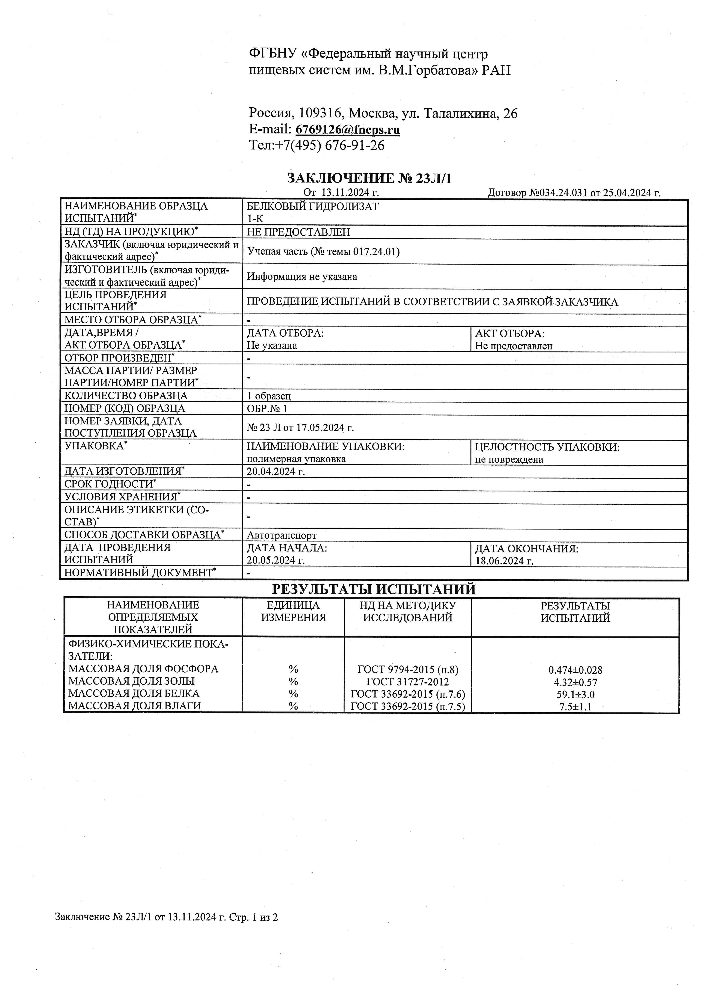 ФГБНУ «Федеральный научный центр
пищевых систем им. В.М.Горбатова» РАН
Россия, 109316, Москва, ул. Талалихина, 26
E-mail: 6769126@fncps.ru
Тел:+7(495) 676-91-26
ЗАКЛЮЧЕНИЕ № 23Л/1
От 13.11.2024 г. Договор №034.24.031 от 25.04.2024 г.
НАИМЕНОВАНИЕ ОБРАЗЦА
ИСПЫТАНИЙ*
БЕЛКОВЫЙ ГИДРОЛИЗАТ
1-К
НД (ТД) НА ПРОДУКЦИЮ*
НЕ ПРЕДОСТАВЛЕН
ЗАКАЗЧИК (включая юридический и
фактический адрес)*
Ученая часть (№ темы 017.24.01)
ИЗГОТОВИТЕЛЬ (включая юриди-
ческий и фактический адрес)*
Информация не указана
ЦЕЛЬ ПРОВЕДЕНИЯ
ИСПЫТАНИЙ*
ПРОВЕДЕНИЕ ИСПЫТАНИЙ В СООТВЕТСТВИИ С ЗАЯВКОЙ ЗАКАЗЧИКА
МЕСТО ОТБОРА ОБРАЗЦА*
-
ДАТА,ВРЕМЯ /
АКТ ОТБОРА ОБРАЗЦА*
ДАТА ОТБОРА:
Не указана
АКТ ОТБОРА:
Не предоставлен
ОТБОР ПРОИЗВЕДЕН*
-
МАССА ПАРТИИ/ РАЗМЕР
ПАРТИИ/НОМЕР ПАРТИИ*
-
КОЛИЧЕСТВО ОБРАЗЦА
1 образец
НОМЕР (КОД) ОБРАЗЦА
ОБР.№ 1
НОМЕР ЗАЯВКИ, ДАТА
ПОСТУПЛЕНИЯ ОБРАЗЦА
№ 23 Л от 17.05.2024 г.
УПАКОВКА*
НАИМЕНОВАНИЕ УПАКОВКИ:
полимерная упаковка
ЦЕЛОСТНОСТЬ УПАКОВКИ:
не повреждена
ДАТА ИЗГОТОВЛЕНИЯ*
20.04.2024 г.
СРОК ГОДНОСТИ*
-
УСЛОВИЯ ХРАНЕНИЯ*
-
ОПИСАНИЕ ЭТИКЕТКИ (СО-
СТАВ)*
-
СПОСОБ ДОСТАВКИ ОБРАЗЦА*
Автотранспорт
ДАТА ПРОВЕДЕНИЯ
ИСПЫТАНИЙ
ДАТА НАЧАЛА:
20.05.2024 г.
ДАТА ОКОНЧАНИЯ:
18.06.2024 г.
НОРМАТИВНЫЙ ДОКУМЕНТ*
-
РЕЗУЛЬТАТЫ ИСПЫТАНИЙ
НАИМЕНОВАНИЕ
ОПРЕДЕЛЯЕМЫХ
ПОКАЗАТЕЛЕЙ
ЕДИНИЦА
ИЗМЕРЕНИЯ
НД НА МЕТОДИКУ
ИССЛЕДОВАНИЙ
РЕЗУЛЬТАТЫ
ИСПЫТАНИЙ
ФИЗИКО-ХИМИЧЕСКИЕ ПОКА-
ЗАТЕЛИ:
МАССОВАЯ ДОЛЯ ФОСФОРА % ГОСТ 9794-2015 (п.8) 0.474±0.028
МАССОВАЯ ДОЛЯ ЗОЛЫ % ГОСТ 31727-2012 4.32±0.57
МАССОВАЯ ДОЛЯ БЕЛКА % ГОСТ 33692-2015 (п.7.6) 59.1±3.0
МАССОВАЯ ДОЛЯ ВЛАГИ % ГОСТ 33692-2015 (п.7.5) 7.5±1.1
Заключение № 23Л/1 от 13.11.2024 г. Стр. 1 из 2